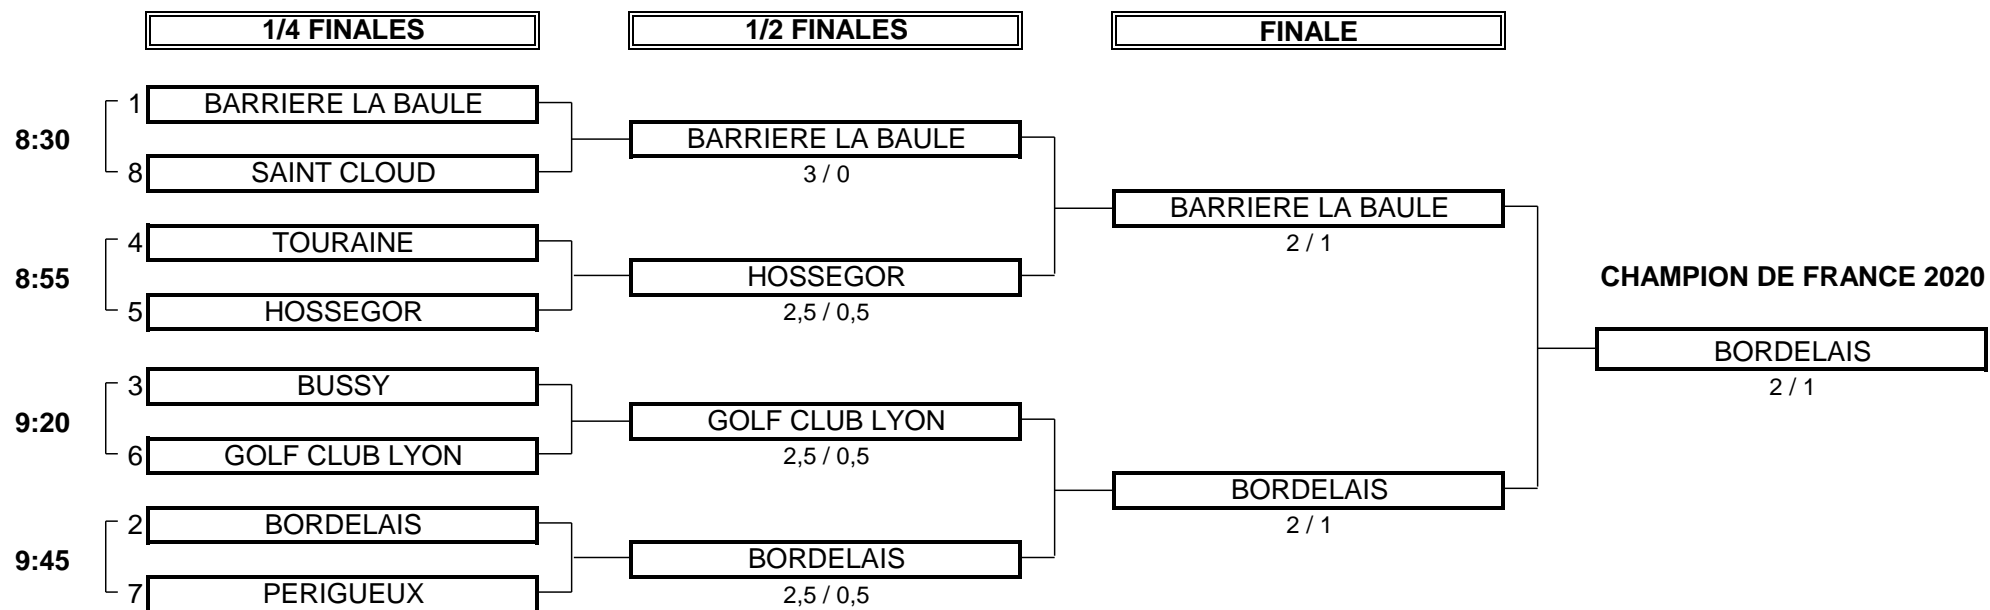 1/4 FINALES
1/2 FINALES
FINALE
8:30
1 BARRIERE LA BAULE
8 SAINT CLOUD
8:55
4 TOURAINE
5 HOSSEGOR
9:20
3 BUSSY
6 GOLF CLUB LYON
9:45
2 BORDELAIS
7 PERIGUEUX
BARRIERE LA BAULE
3 / 0
HOSSEGOR
2,5 / 0,5
GOLF CLUB LYON
2,5 / 0,5
BORDELAIS
2,5 / 0,5
BARRIERE LA BAULE
2 / 1
BORDELAIS
2 / 1
CHAMPION DE FRANCE 2020
BORDELAIS
2 / 1